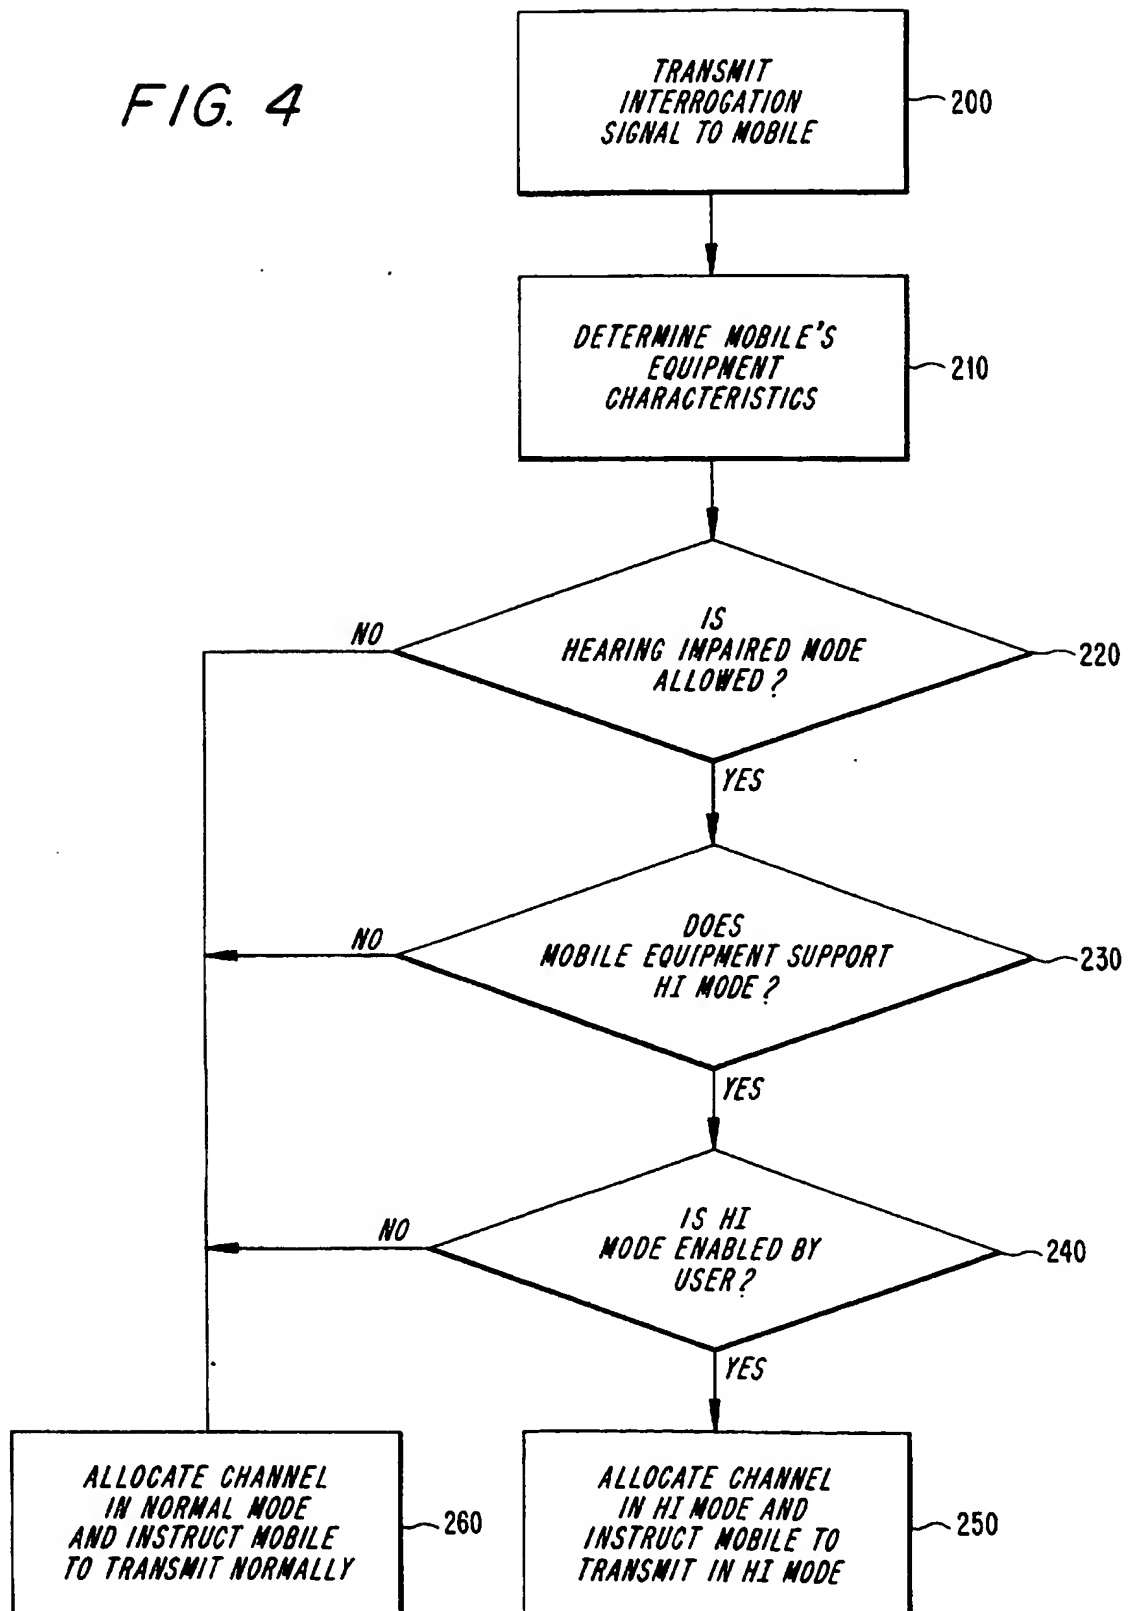 FIG. 4
TRANSMIT
INTERROGATION
SIGNAL TO MOBILE
200
DETERMINE MOBILE'S
EQUIPMENT
CHARACTERISTICS
210
IS
HEARING IMPAIRED MODE
ALLOWED?
220
NO
YES
DOES
MOBILE EQUIPMENT SUPPORT
HI MODE?
230
NO
YES
IS HI
MODE ENABLED BY
USER?
240
NO
YES
ALLOCATE CHANNEL
IN NORMAL MODE
AND INSTRUCT MOBILE
TO TRANSMIT NORMALLY
260
ALLOCATE CHANNEL
IN HI MODE AND
INSTRUCT MOBILE TO
TRANSMIT IN HI MODE
250